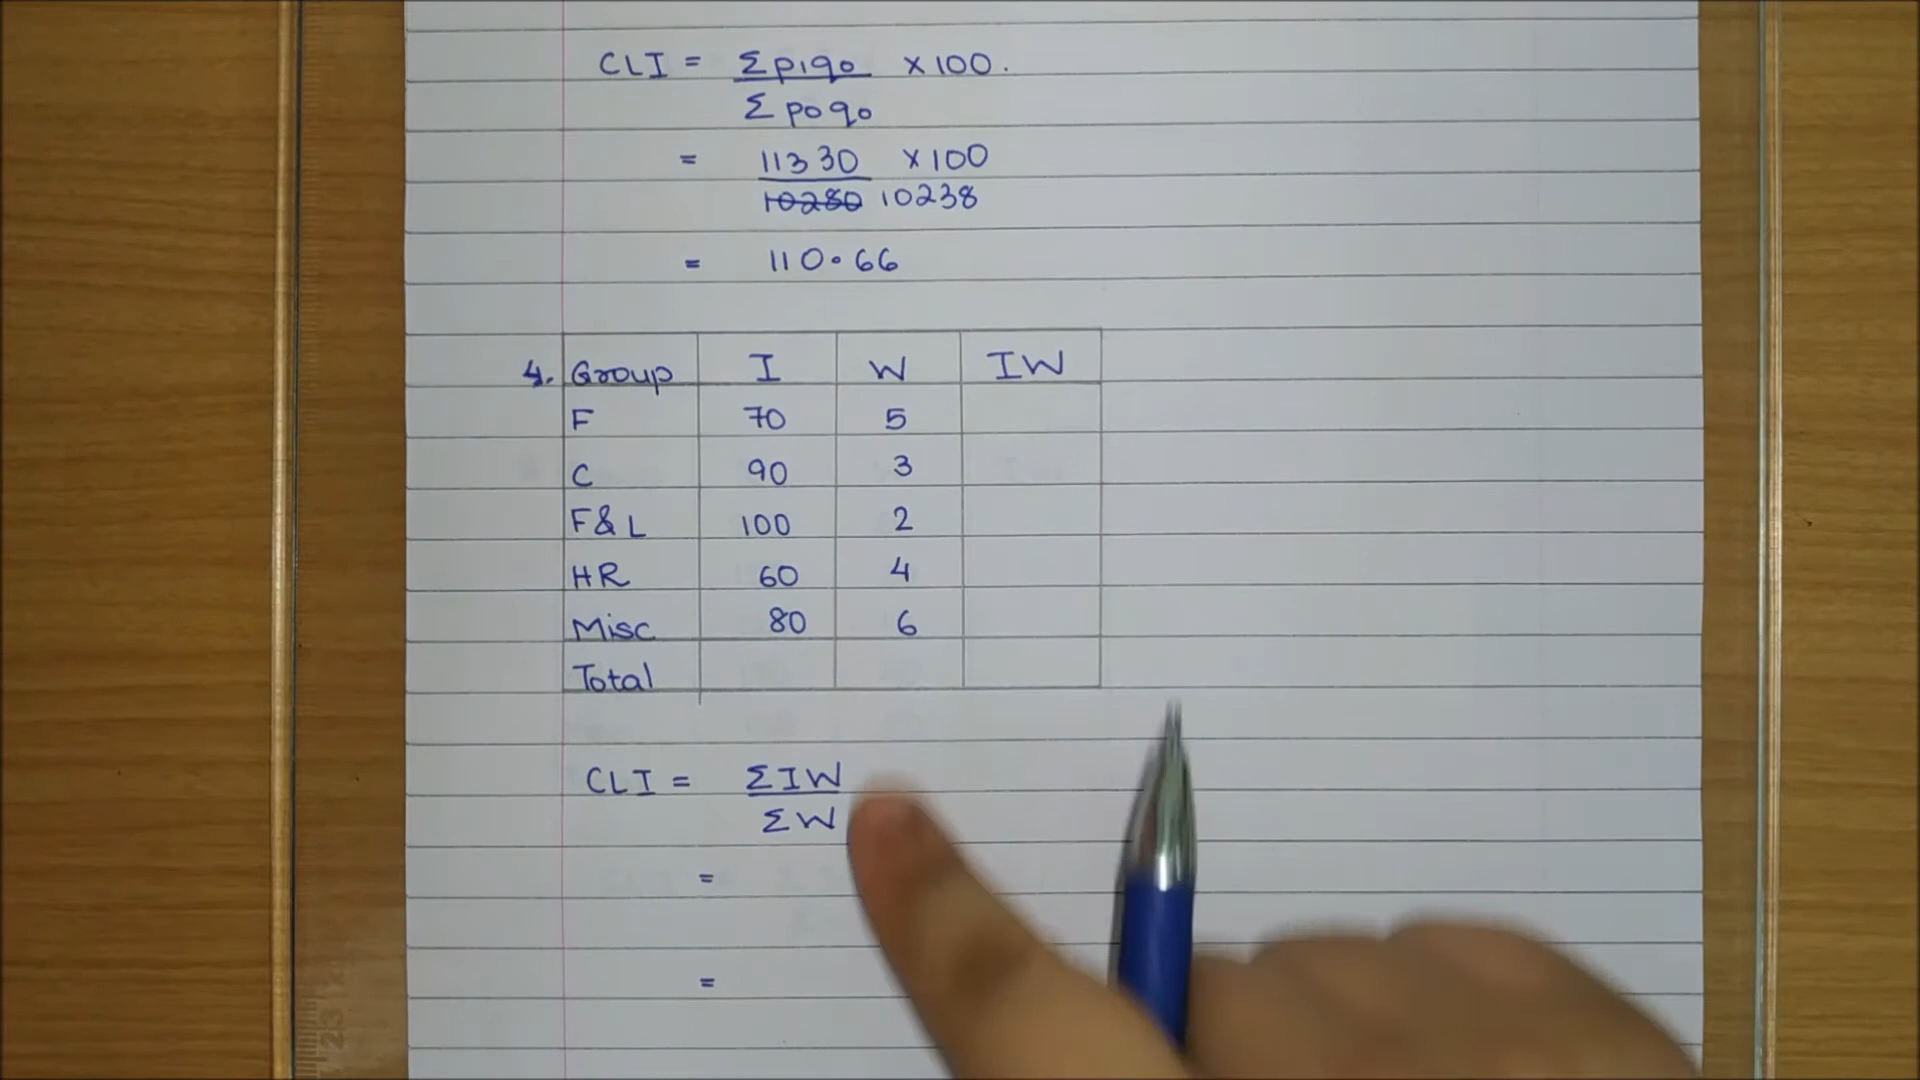 CLI = Σp1q0 ×100.
Σp0q0
= 11330 ×100
10280 10238
= 110.66
4. Group I W IW
F 70 5
C 90 3
F&L 100 2
HR 60 4
Misc 80 6
Total
CLI = ΣIW
ΣW
=
=
23